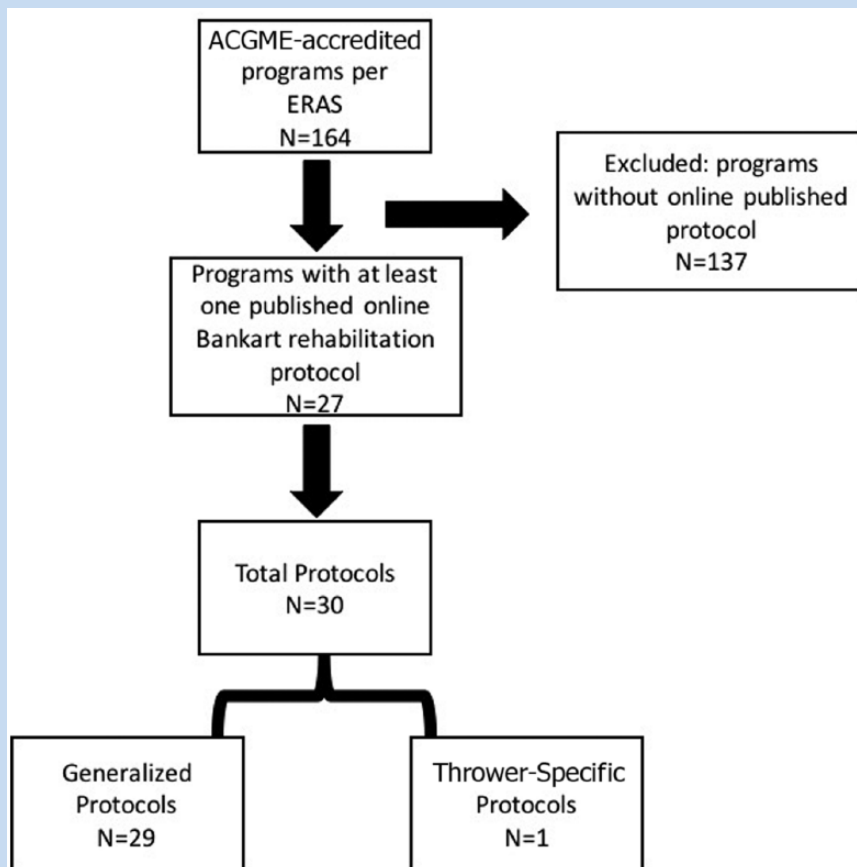 ACGME-accredited
programs per
ERAS
N=164
Excluded: programs
without online published
protocol
N=137
Programs with at least
one published online
Bankart rehabilitation
protocol
N=27
Total Protocols
N=30
Generalized
Protocols
N=29
Thrower-Specific
Protocols
N=1